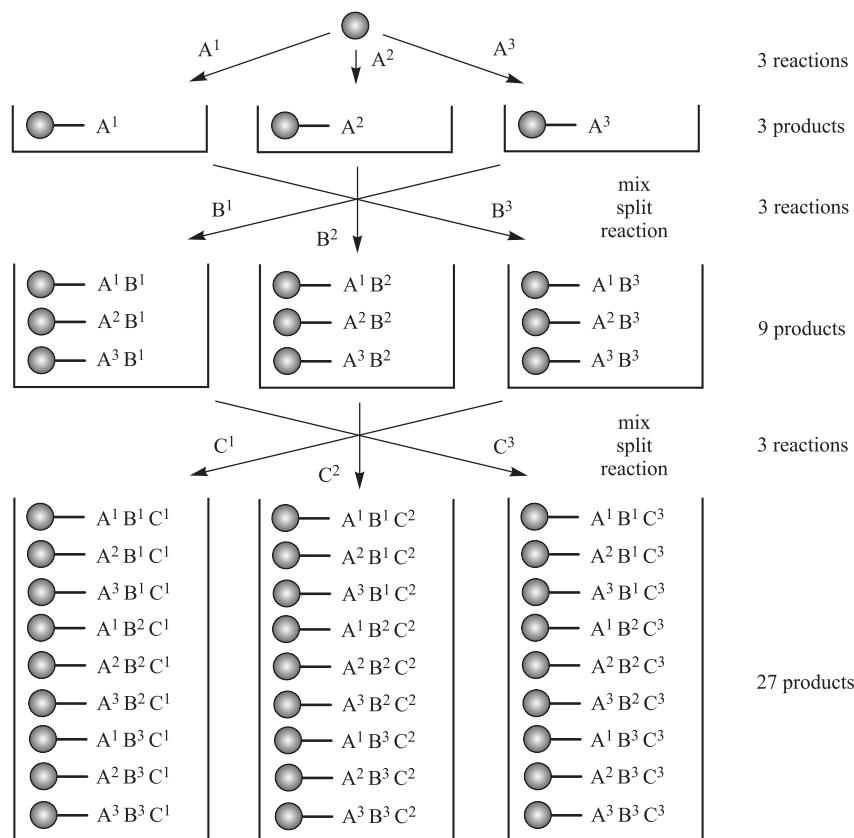 A¹ A² A³ 3 reactions
A¹ A² A³ 3 products
mix
split
reaction
B¹ B² B³ 3 reactions
A¹ B¹ A¹ B² A¹ B³
A² B¹ A² B² A² B³ 9 products
A³ B¹ A³ B² A³ B³
mix
split
reaction
C¹ C² C³ 3 reactions
A¹ B¹ C¹ A¹ B¹ C² A¹ B¹ C³
A² B¹ C¹ A² B¹ C² A² B¹ C³
A³ B¹ C¹ A³ B¹ C² A³ B¹ C³
A¹ B² C¹ A¹ B² C² A¹ B² C³
A² B² C¹ A² B² C² A² B² C³
A³ B² C¹ A³ B² C² A³ B² C³ 27 products
A¹ B³ C¹ A¹ B³ C² A¹ B³ C³
A² B³ C¹ A² B³ C² A² B³ C³
A³ B³ C¹ A³ B³ C² A³ B³ C³